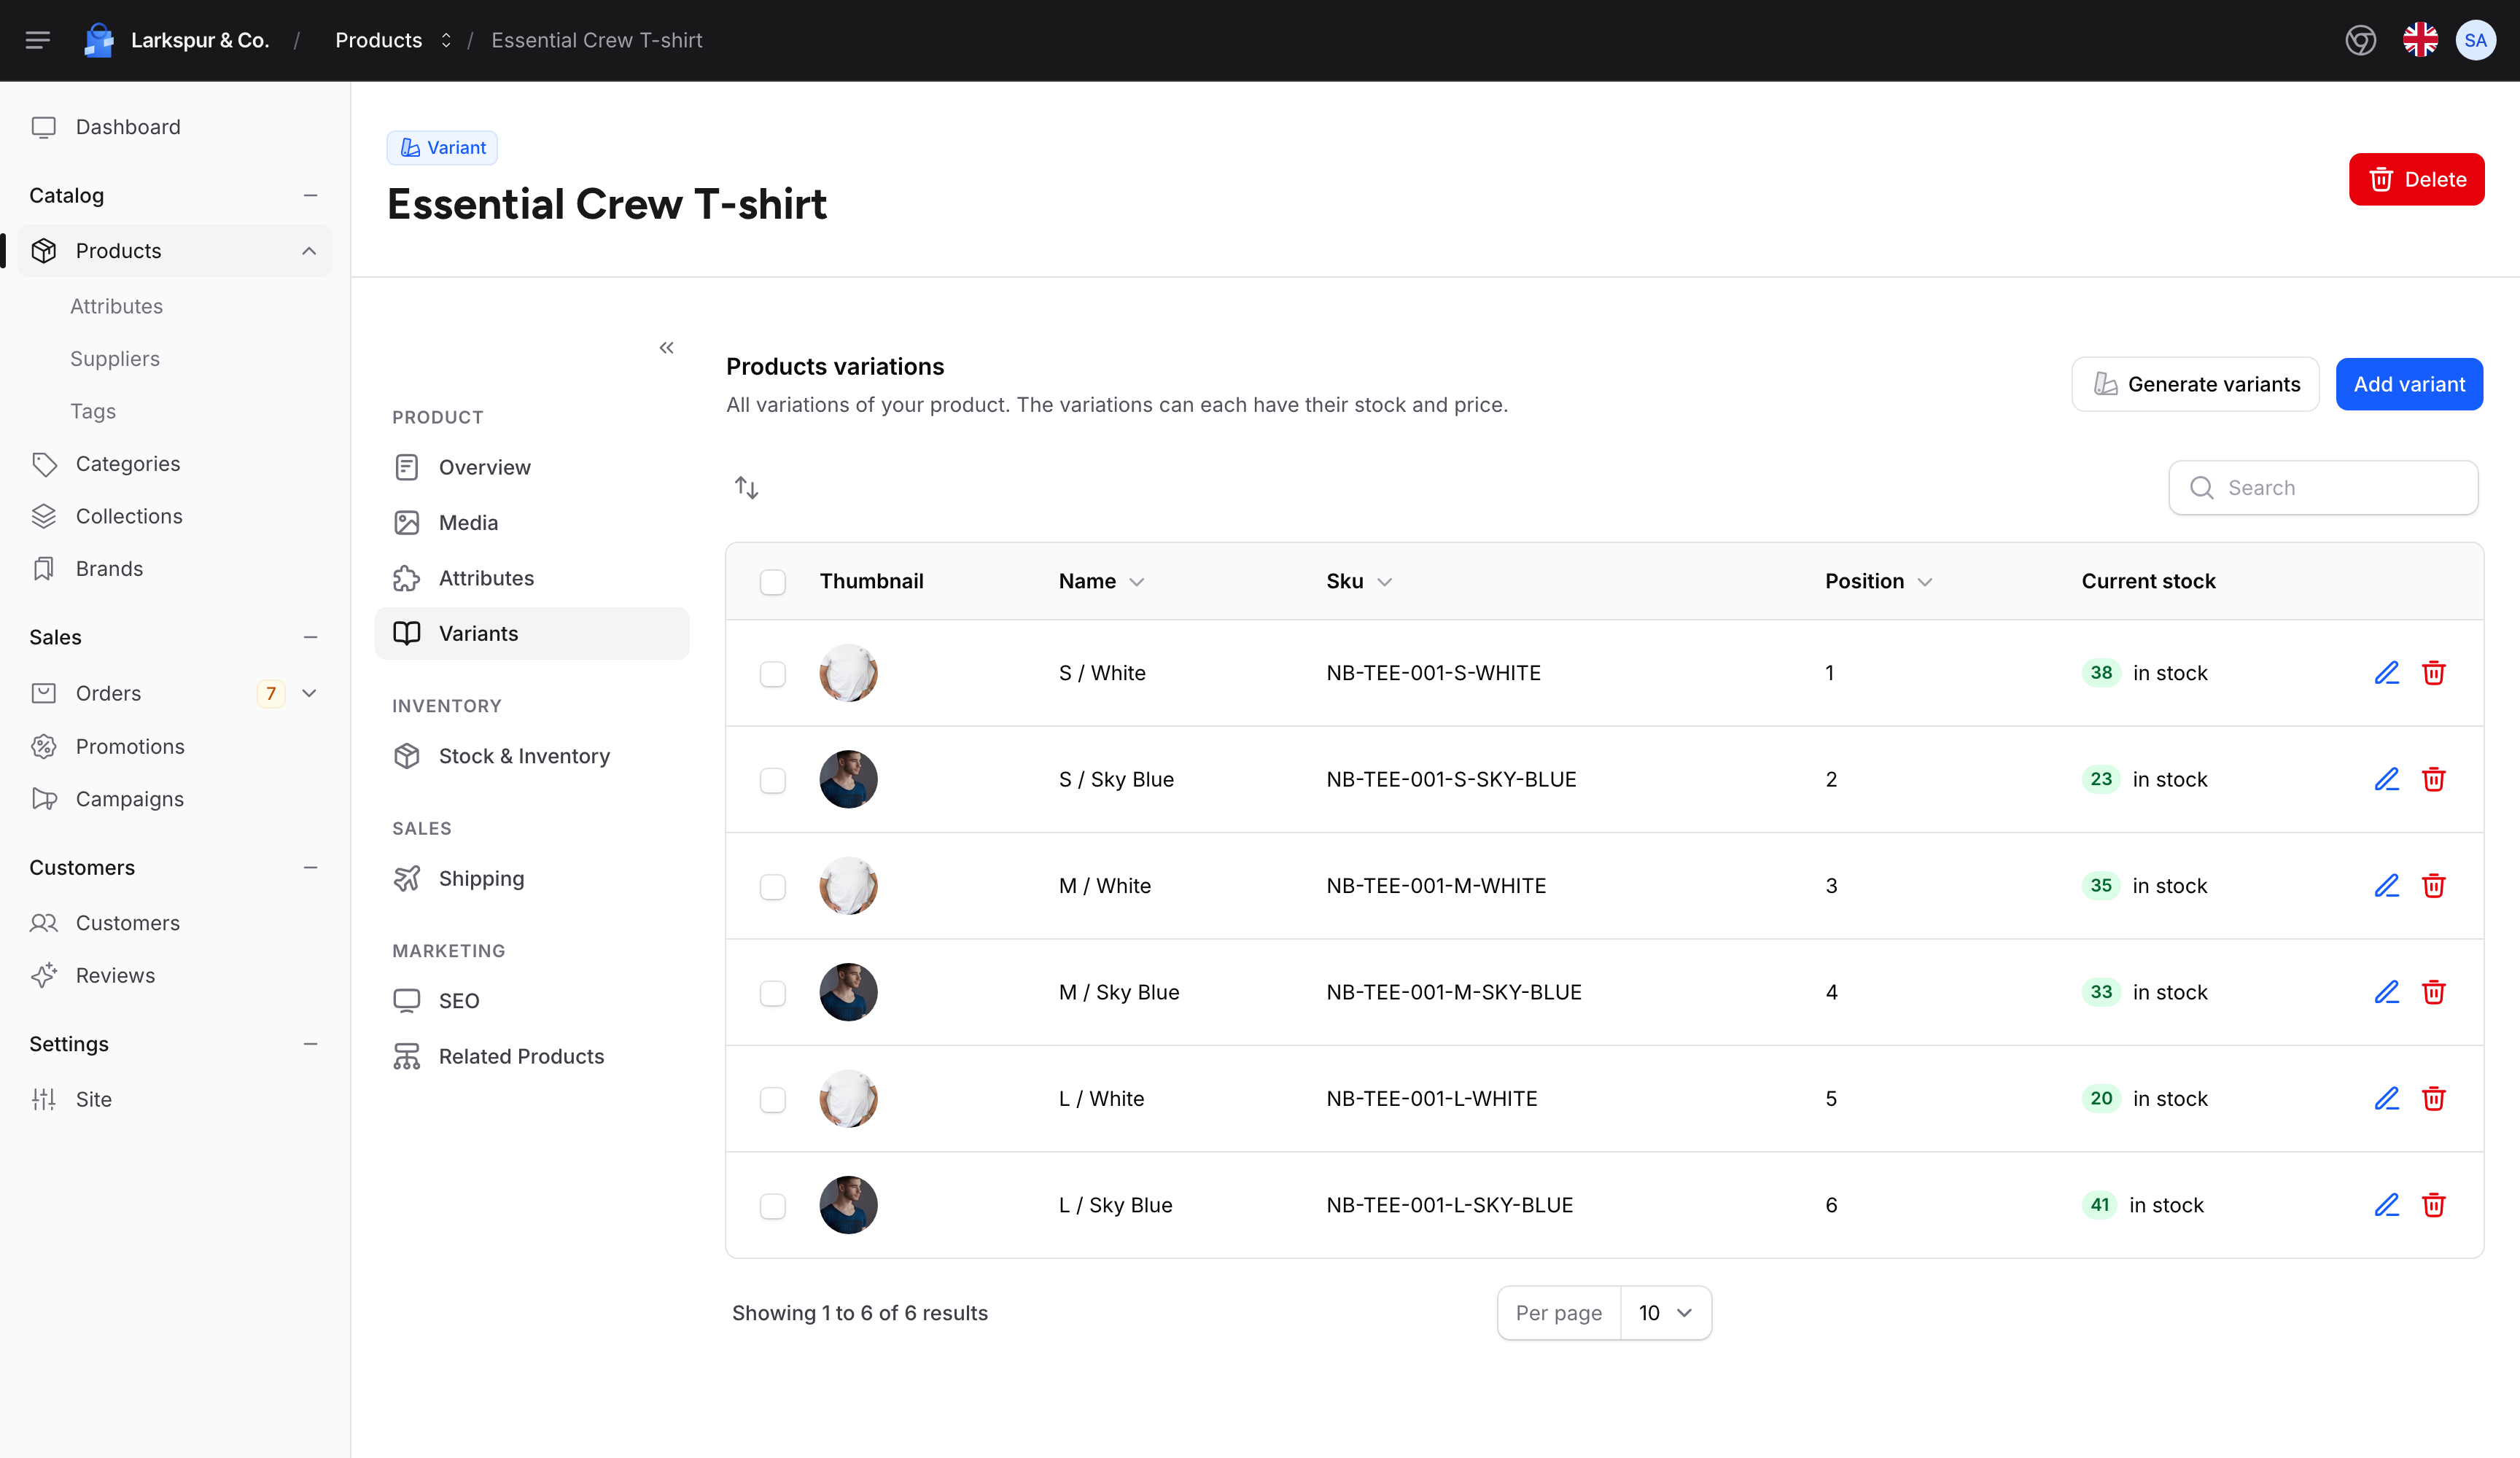 Larkspur & Co. / Products / Essential Crew T-shirt
SA
Dashboard
Catalog
Products
Attributes
Suppliers
Tags
Categories
Collections
Brands
Sales
Orders 7
Promotions
Campaigns
Customers
Customers
Reviews
Settings
Site
Variant
Essential Crew T-shirt
Delete
PRODUCT
Overview
Media
Attributes
Variants
INVENTORY
Stock & Inventory
SALES
Shipping
MARKETING
SEO
Related Products
Products variations
All variations of your product. The variations can each have their stock and price.
Generate variants
Add variant
Search
Thumbnail Name Sku Position Current stock
S / White NB-TEE-001-S-WHITE 1 38 in stock
S / Sky Blue NB-TEE-001-S-SKY-BLUE 2 23 in stock
M / White NB-TEE-001-M-WHITE 3 35 in stock
M / Sky Blue NB-TEE-001-M-SKY-BLUE 4 33 in stock
L / White NB-TEE-001-L-WHITE 5 20 in stock
L / Sky Blue NB-TEE-001-L-SKY-BLUE 6 41 in stock
Showing 1 to 6 of 6 results
Per page 10